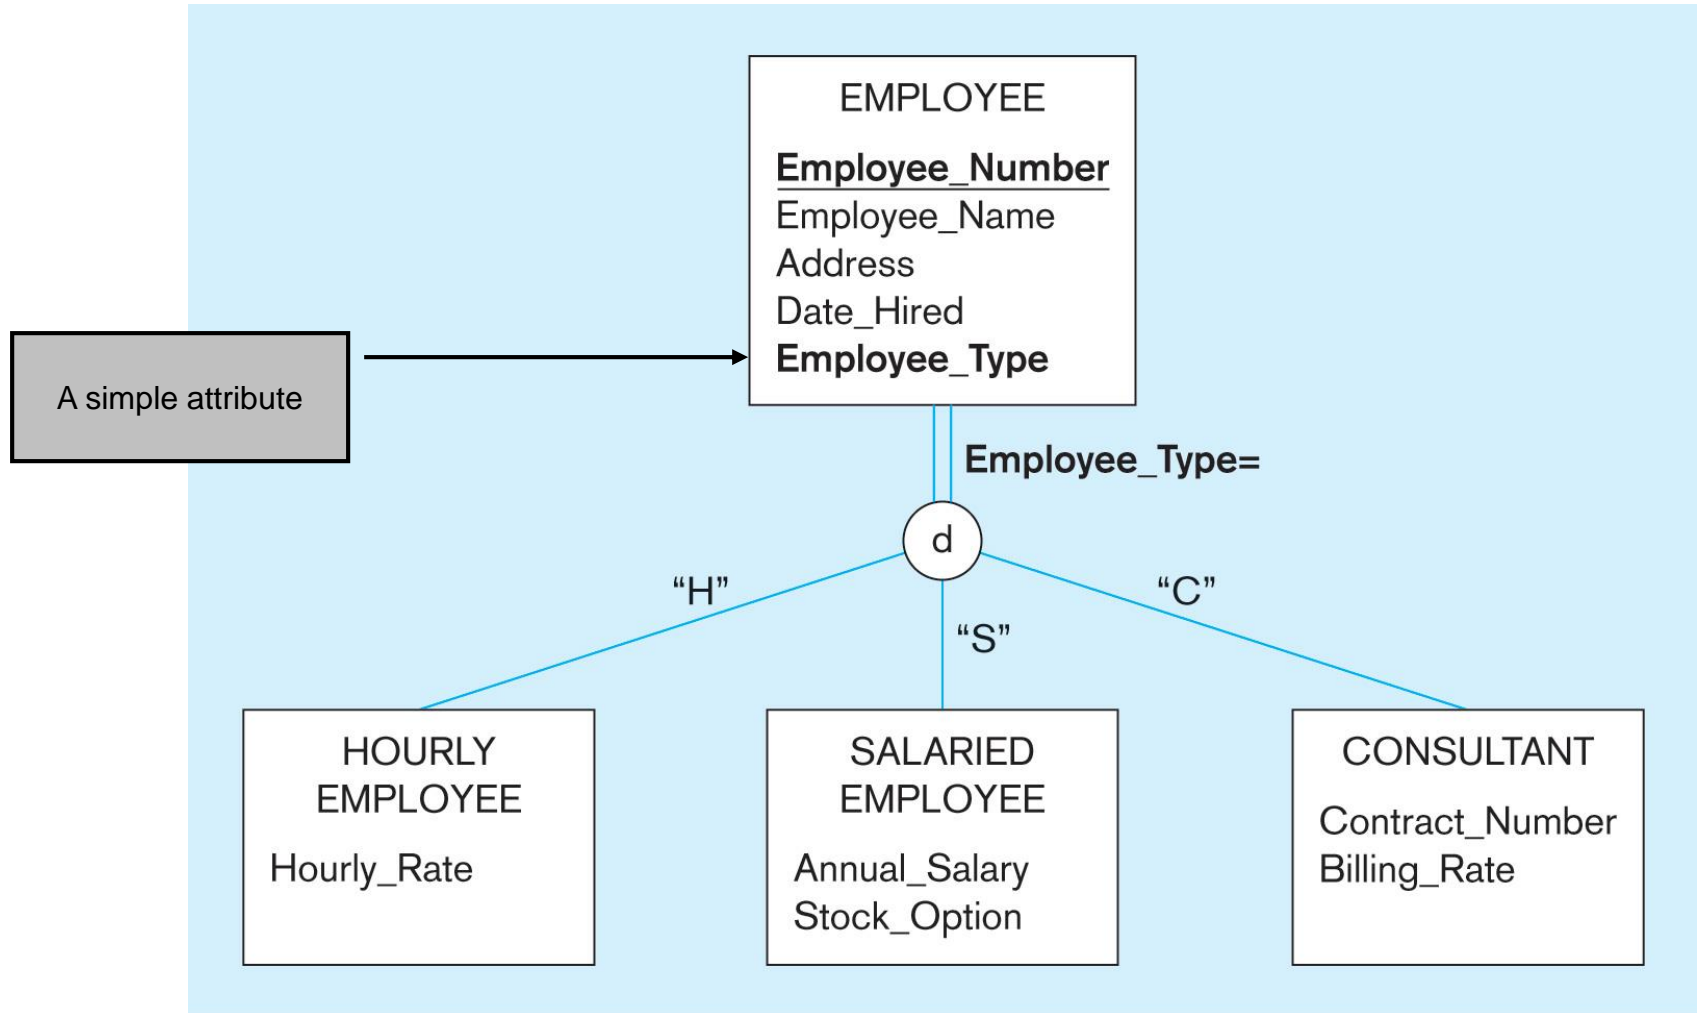 EMPLOYEE
Employee_Number
Employee_Name
Address
Date_Hired
Employee_Type
A simple attribute
Employee_Type=
d
“H”
“S”
“C”
HOURLY
EMPLOYEE
Hourly_Rate
SALARIED
EMPLOYEE
Annual_Salary
Stock_Option
CONSULTANT
Contract_Number
Billing_Rate